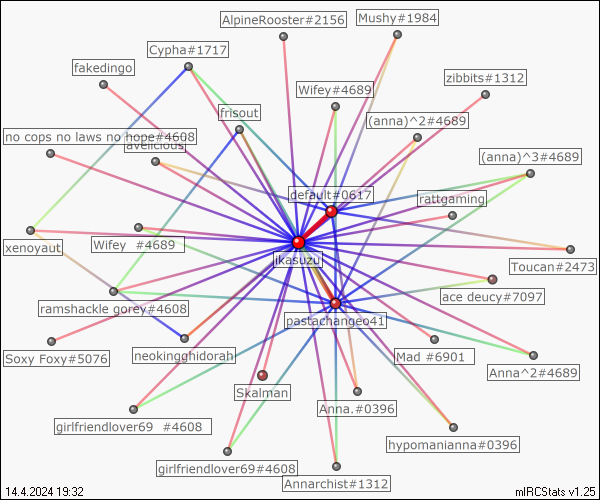 AlpineRooster#2156
Mushy#1984
Cypha#1717
fakedingo
zibbits#1312
Wifey#4689
frisout
(anna)^2#4689
no cops no laws no hope#4608
avelicious
(anna)^3#4689
default#0617
rattgaming
xenoyaut
Wifey #4689
ikasuzu
Toucan#2473
ramshackle gorey#4608
ace deucy#7097
pastachangeo41
Soxy Foxy#5076
neokingghidorah
Mad #6901
Anna^2#4689
Skalman
Anna.#0396
girlfriendlover69 #4608
hypomanianna#0396
girlfriendlover69#4608
Annarchist#1312
14.4.2024 19:32
mIRCStats v1.25